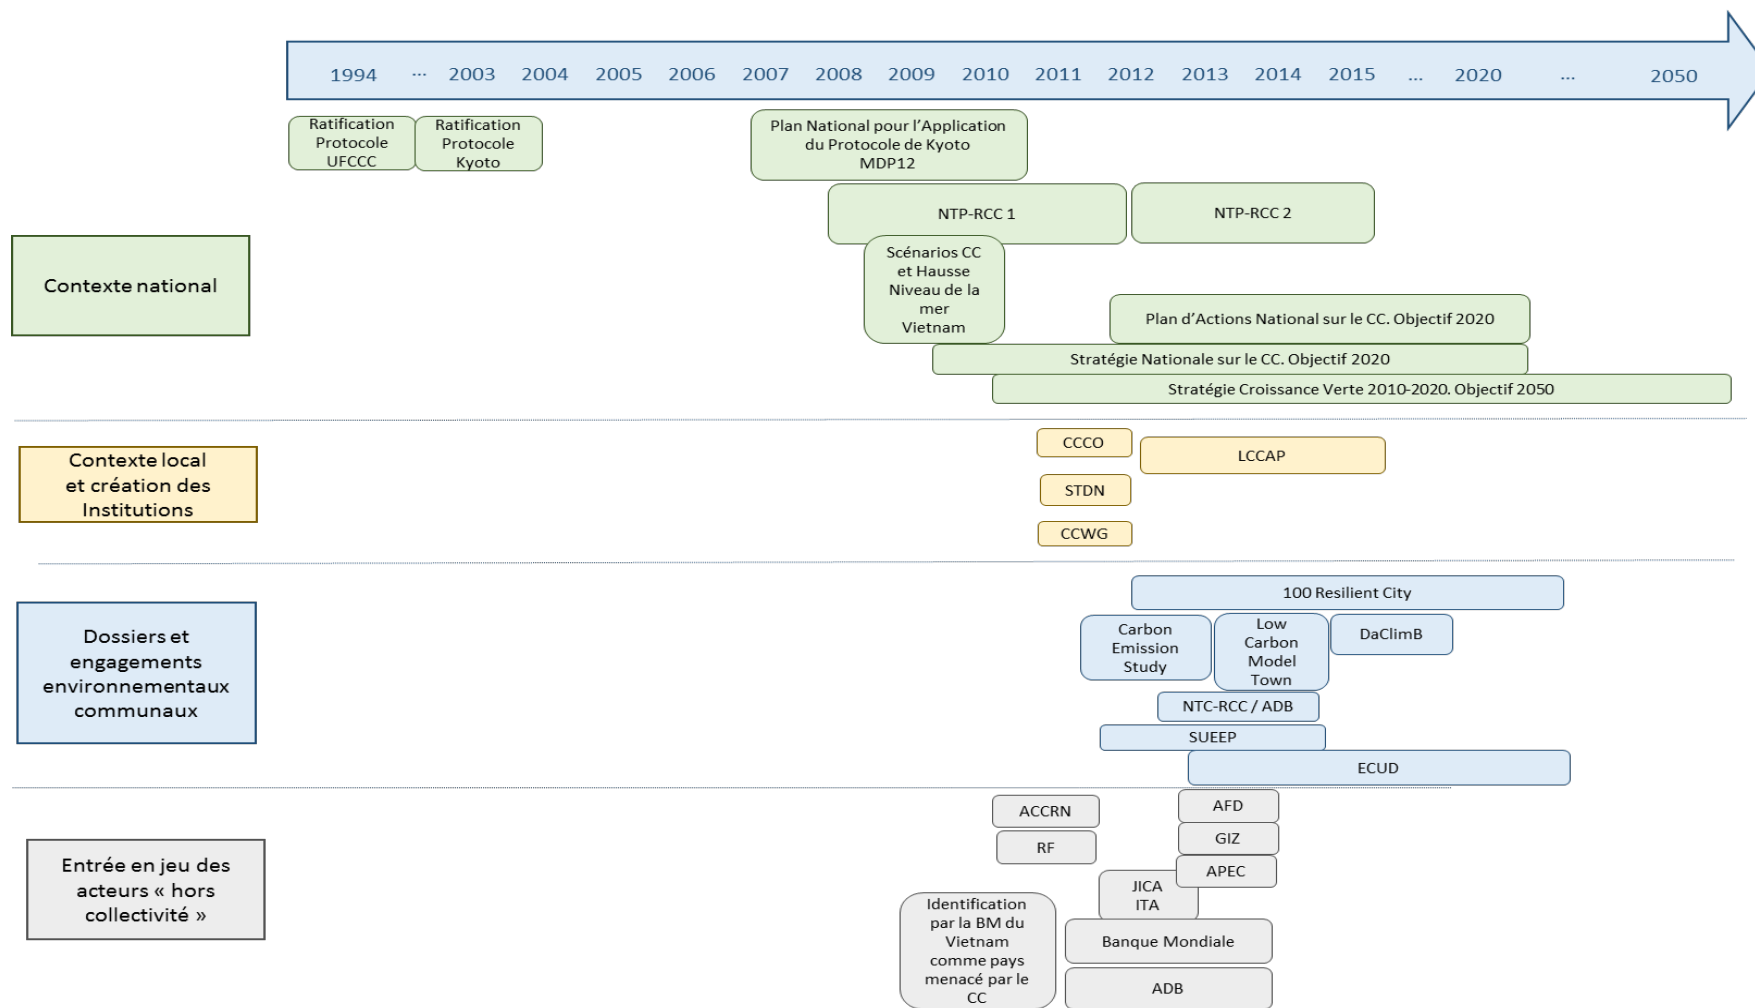 1994 ... 2003 2004 2005 2006 2007 2008 2009 2010 2011 2012 2013 2014 2015 ... 2020 ... 2050
Ratification
Protocole
UFCCC
Ratification
Protocole
Kyoto
Plan National pour l'Application
du Protocole de Kyoto
MDP12
NTP-RCC 1
NTP-RCC 2
Contexte national
Scénarios CC
et Hausse
Niveau de la
mer
Vietnam
Plan d'Actions National sur le CC. Objectif 2020
Stratégie Nationale sur le CC. Objectif 2020
Stratégie Croissance Verte 2010-2020. Objectif 2050
Contexte local
et création des
Institutions
CCCO
LCCAP
STDN
CCWG
Dossiers et
engagements
environnementaux
communaux
100 Resilient City
Carbon
Emission
Study
Low
Carbon
Model
Town
DaClimB
NTC-RCC / ADB
SUEEP
ECUD
Entrée en jeu des
acteurs « hors
collectivité »
ACCRN
AFD
RF
GIZ
APEC
JICA
ITA
Identification
par la BM du
Vietnam
comme pays
menacé par le
CC
Banque Mondiale
ADB